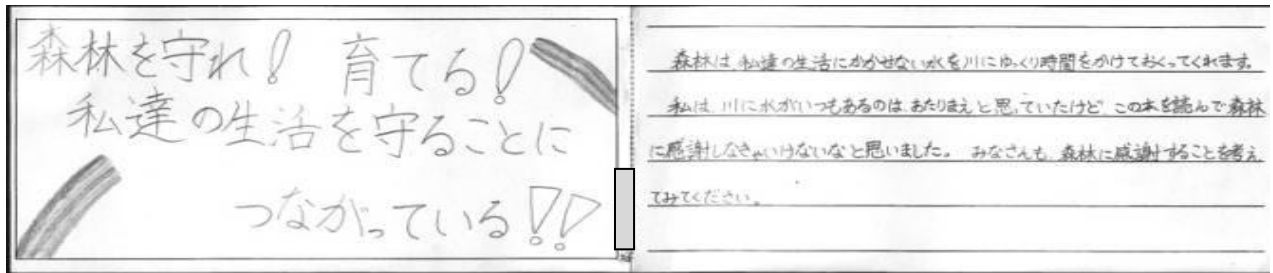 森林を守れ! 育てる!
私達の生活を守ることに
つながっている!!
森林は、私達の生活にかかせない水を川にゆっくり時間をかけておくってくれます。
私は、川に水がいつもあるのは、あたりまえと思っていたけど、この本を読んで森林
に感謝しなきゃいけないなと思いました。 みなさんも、森林に感謝することを考え
てみてください。